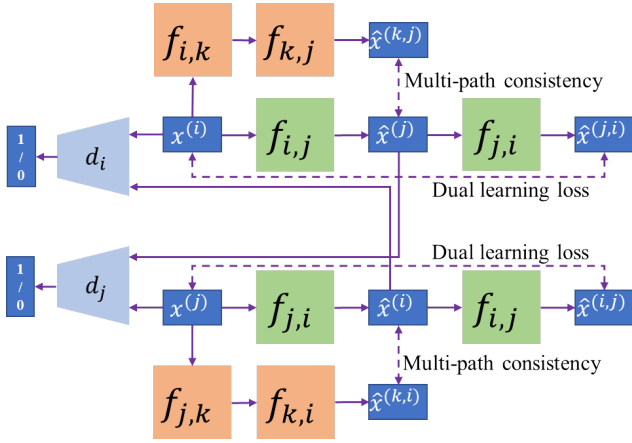 f_{i,k} f_{k,j} x̂^{(k,j)}
Multi-path consistency
1/0 d_i x^{(i)} f_{i,j} x̂^{(j)} f_{j,i} x̂^{(j,i)}
Dual learning loss
Dual learning loss
1/0 d_j x^{(j)} f_{j,i} x̂^{(i)} f_{i,j} x̂^{(i,j)}
Multi-path consistency
f_{j,k} f_{k,i} x̂^{(k,i)}